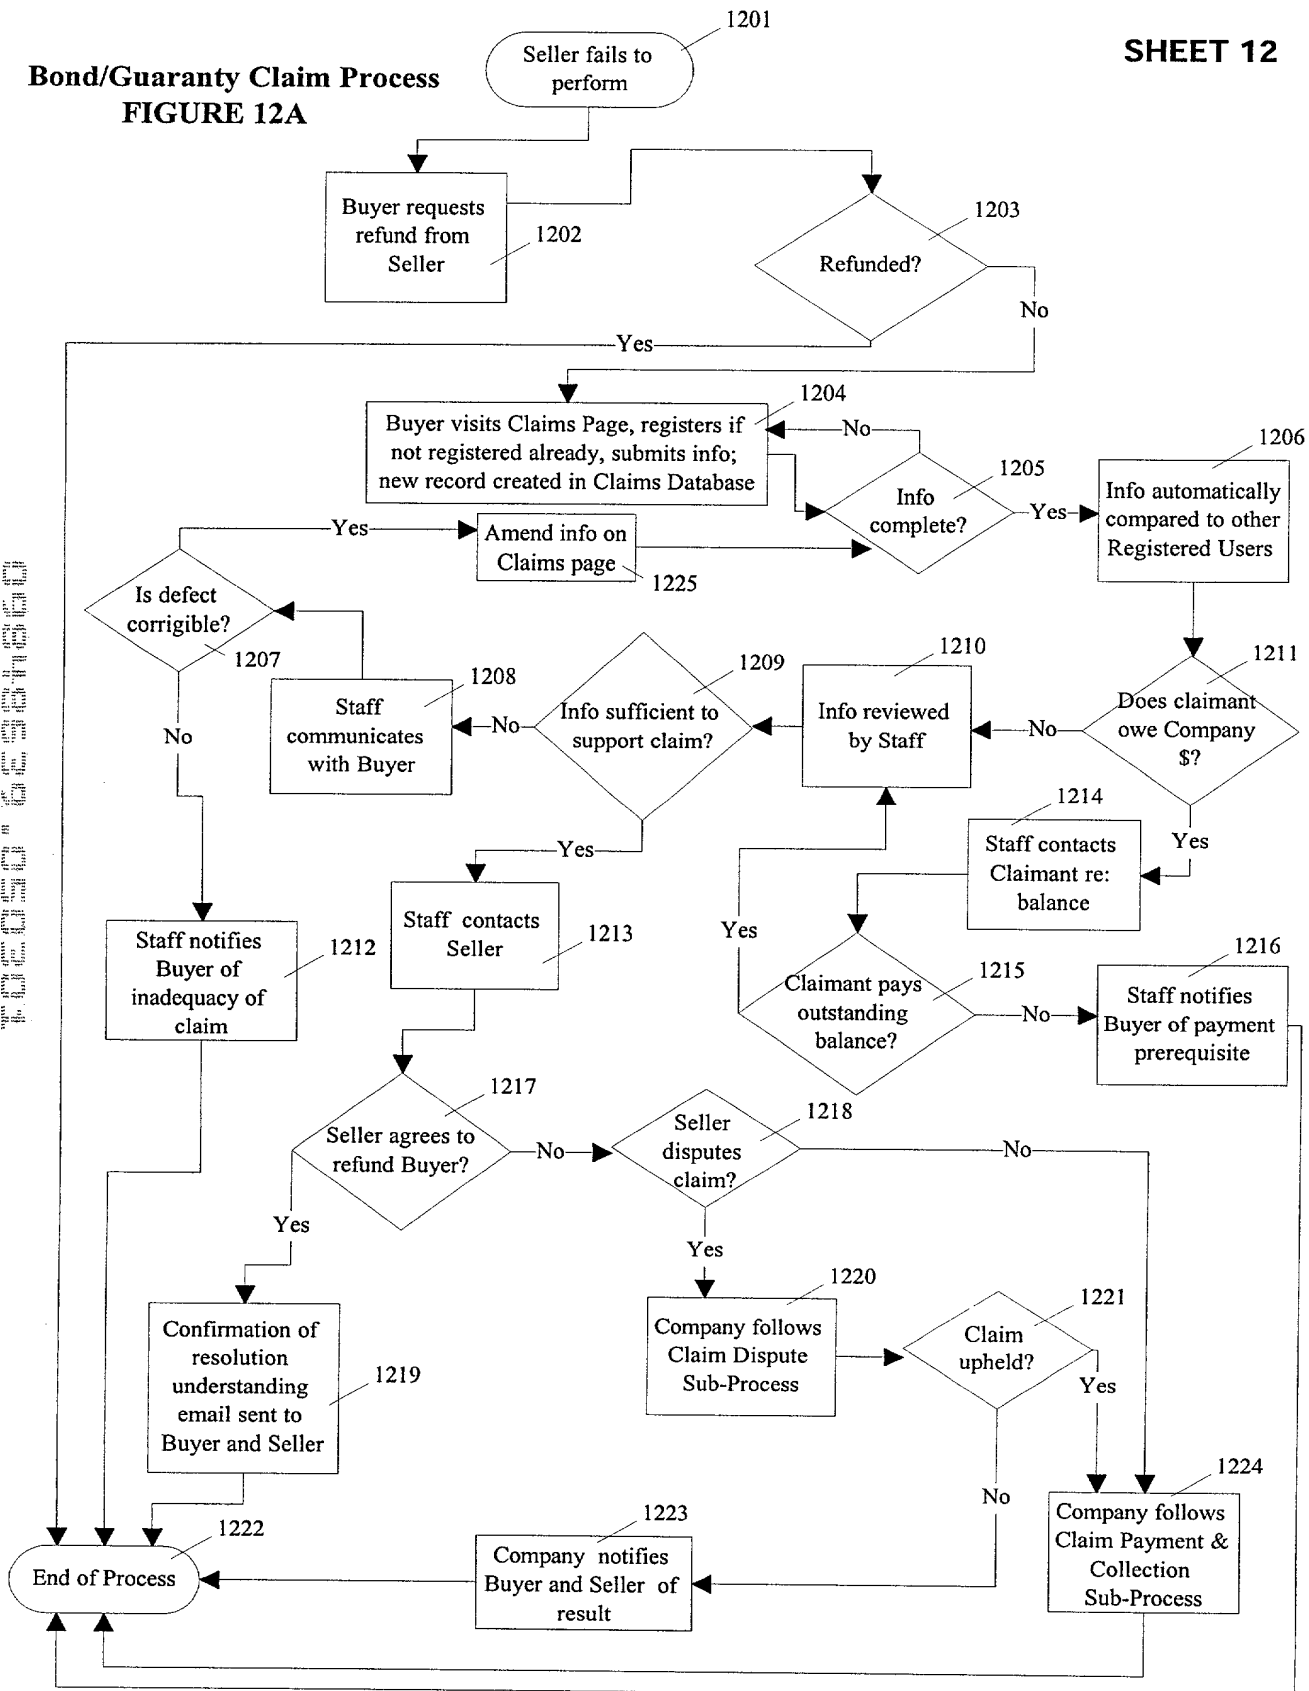 1201
SHEET 12
Seller fails to
perform
Bond/Guaranty Claim Process
FIGURE 12A
Buyer requests
refund from
Seller
1202
1203
Refunded?
No
Yes
1204
Buyer visits Claims Page, registers if
not registered already, submits info;
new record created in Claims Database
No
1205
Info
complete?
Yes
1206
Info automatically
compared to other
Registered Users
Yes
Amend info on
Claims page
1225
Is defect
corrigible?
1207
No
1208
Staff
communicates
with Buyer
No
1209
Info sufficient to
support claim?
1210
Info reviewed
by Staff
No
1211
Does claimant
owe Company
$?
Yes
1214
Staff contacts
Claimant re:
balance
Yes
Staff contacts
Seller
1213
Yes
1212
Staff notifies
Buyer of
inadequacy of
claim
1215
Claimant pays
outstanding
balance?
No
1216
Staff notifies
Buyer of payment
prerequisite
1217
Seller agrees to
refund Buyer?
No
1218
Seller
disputes
claim?
No
Yes
Yes
1220
Company follows
Claim Dispute
Sub-Process
1221
Claim
upheld?
Yes
Confirmation of
resolution
understanding
email sent to
Buyer and Seller
1219
No
1224
Company follows
Claim Payment &
Collection
Sub-Process
1223
Company notifies
Buyer and Seller of
result
1222
End of Process